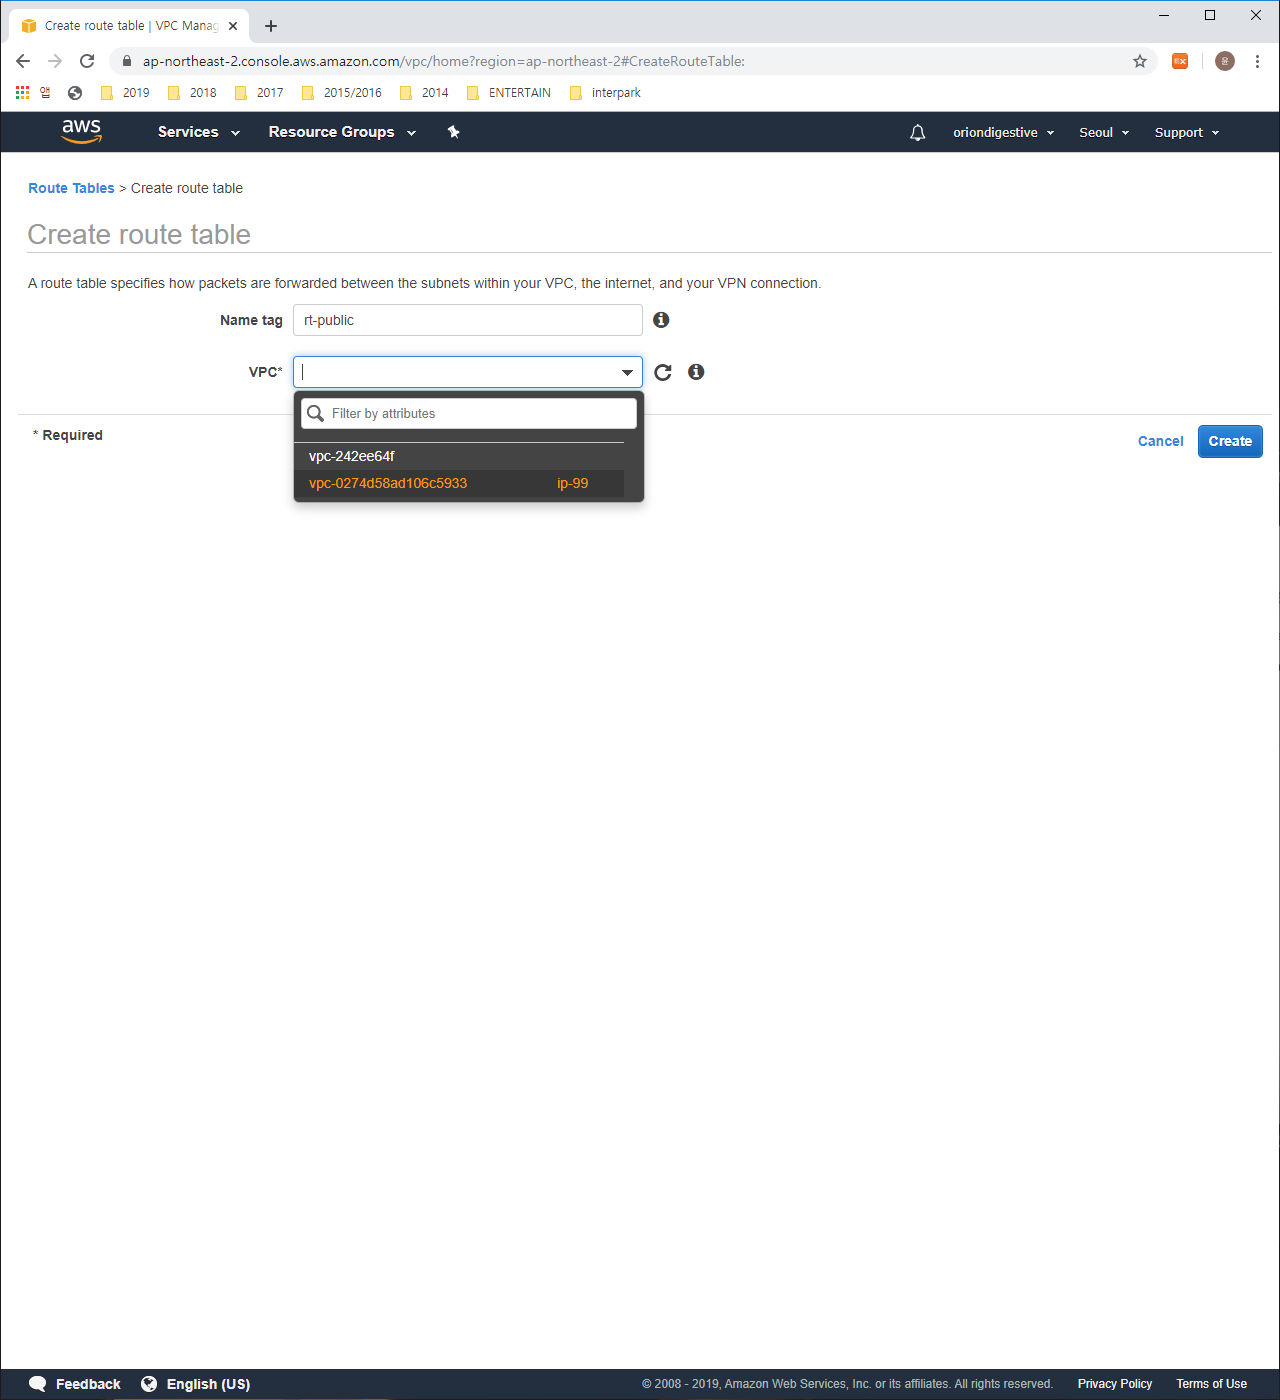 Create route table | VPC Manag
ap-northeast-2.console.aws.amazon.com/vpc/home?region=ap-northeast-2#CreateRouteTable:
2019 2018 2017 2015/2016 2014 ENTERTAIN interpark
aws Services Resource Groups oriondigestive Seoul Support
Route Tables > Create route table
Create route table
A route table specifies how packets are forwarded between the subnets within your VPC, the internet, and your VPN connection.
Name tag rt-public
VPC*
Filter by attributes
* Required
Cancel Create
vpc-242ee64f
vpc-0274d58ad106c5933 ip-99
Feedback English (US) © 2008 - 2019, Amazon Web Services, Inc. or its affiliates. All rights reserved. Privacy Policy Terms of Use